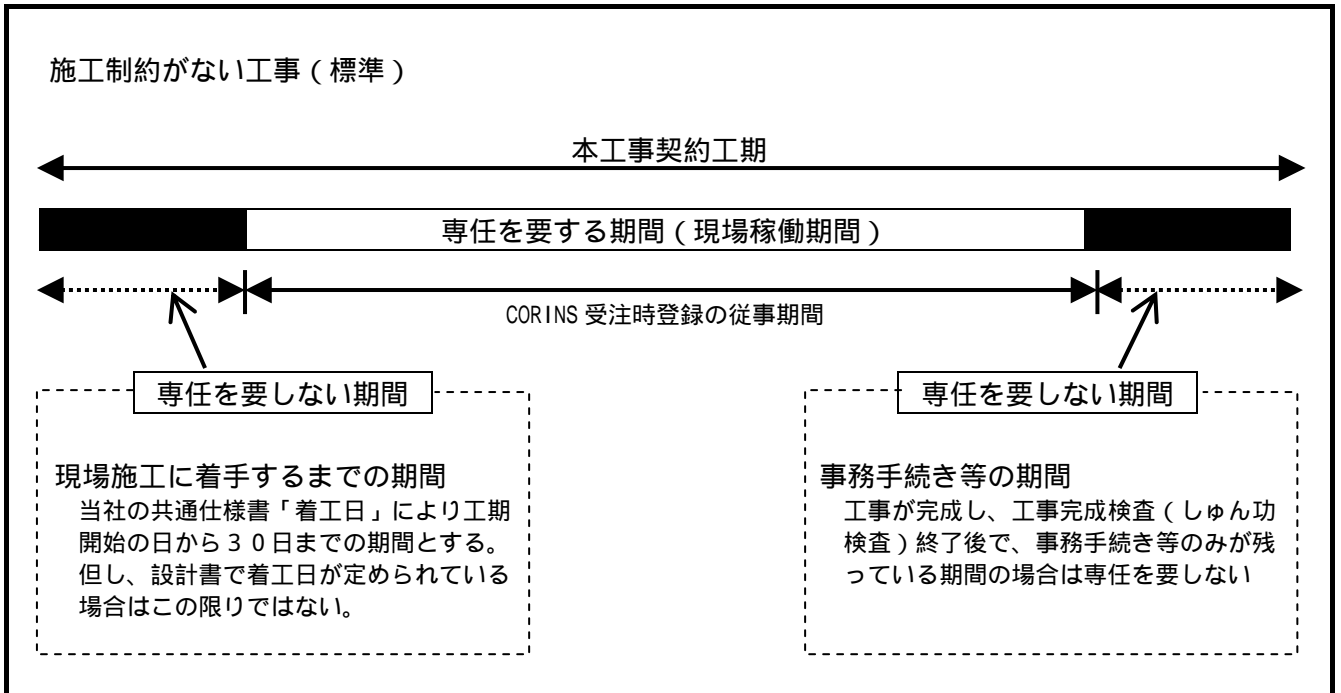 施工制約がない工事（標準）
本工事契約工期
専任を要する期間（現場稼働期間）
CORINS 受注時登録の従事期間
専任を要しない期間
現場施工に着手するまでの期間
当社の共通仕様書「着工日」により工期
開始の日から３０日までの期間とする。
但し、設計書で着工日が定められている
場合はこの限りではない。
専任を要しない期間
事務手続き等の期間
工事が完成し、工事完成検査（しゅん功
検査）終了後で、事務手続き等のみが残
っている期間の場合は専任を要しない